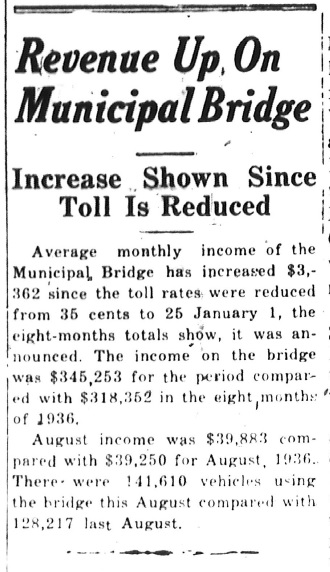 Revenue Up On
Municipal Bridge
Increase Shown Since
Toll Is Reduced
Average monthly income of the
Municipal Bridge has increased $3,-
362 since the toll rates were reduced
from 35 cents to 25 January 1, the
eight-months totals show, it was an-
nounced. The income on the bridge
was $345,253 for the period compar-
ed with $318,352 in the eight months
of 1936.
August income was $39,883 com-
pared with $39,250 for August, 1936.
There were 141,610 vehicles using
the bridge this August compared with
128,217 last August.